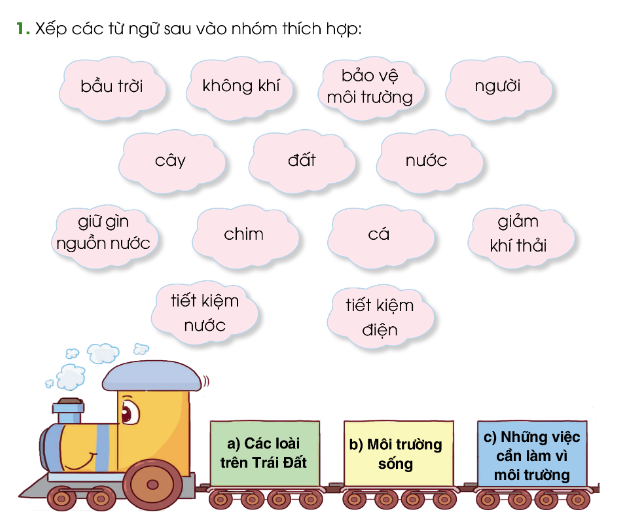 1. Xếp các từ ngữ sau vào nhóm thích hợp:
bầu trời
không khí
bảo vệ
môi trường
người
cây
đất
nước
giữ gìn
nguồn nước
chim
cá
giảm
khí thải
tiết kiệm
nước
tiết kiệm
điện
a) Các loài
trên Trái Đất
b) Môi trường
sống
c) Những việc
cần làm vì
môi trường